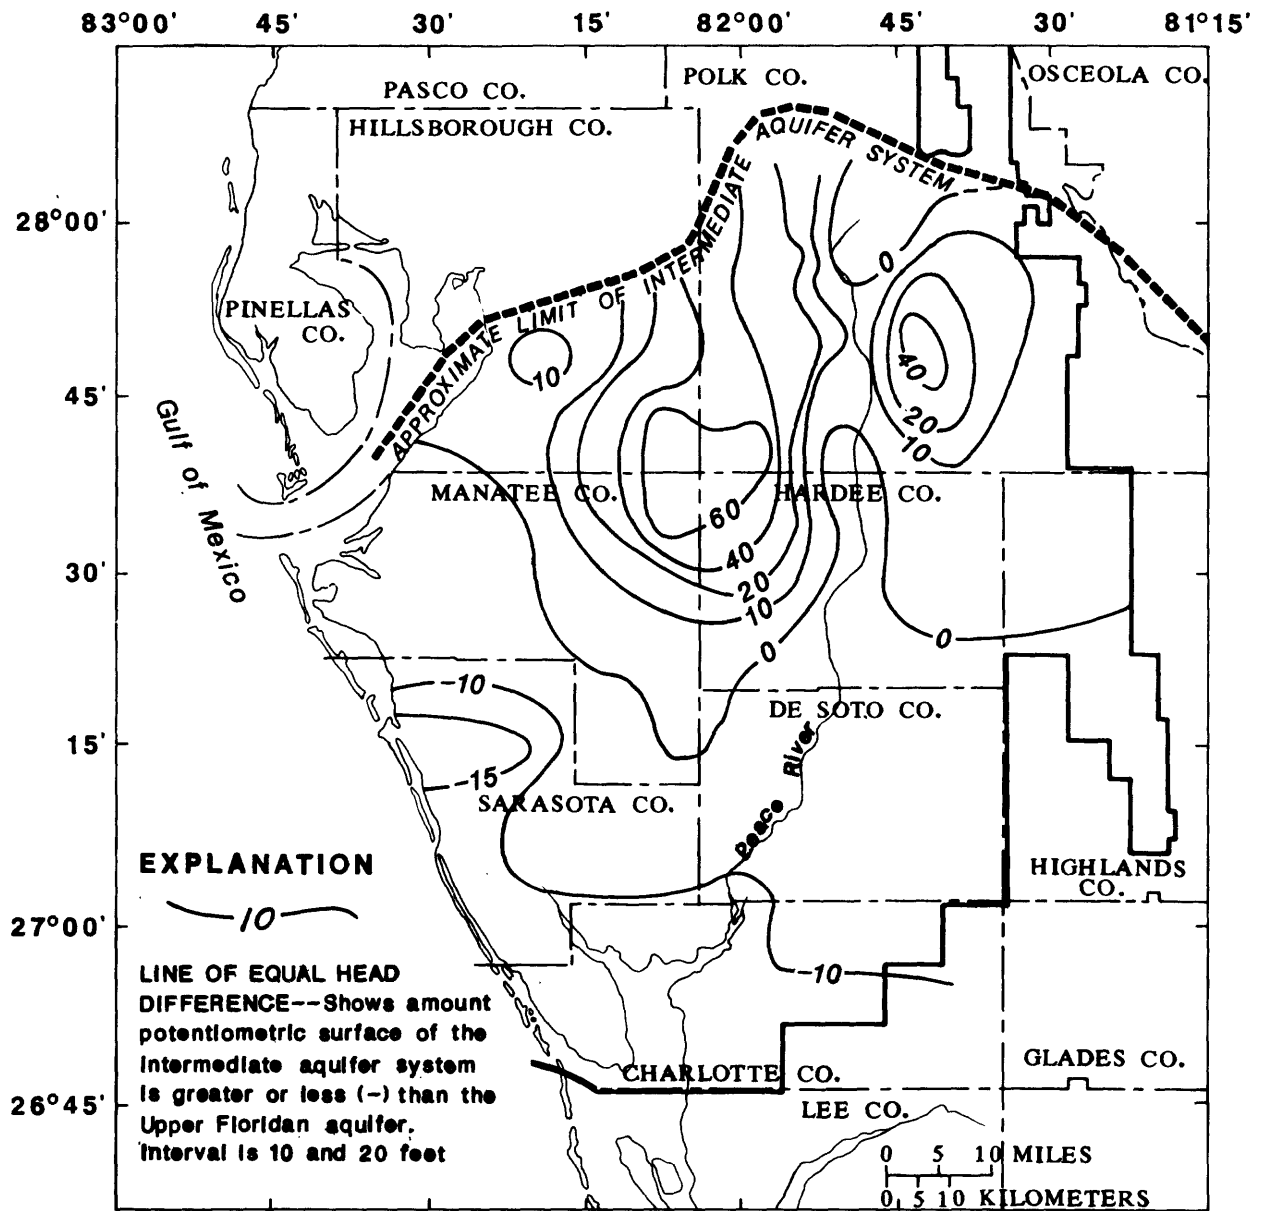 83°00' 45' 30' 15' 82°00' 45' 30' 81°15'
PASCO CO.
POLK CO.
OSCEOLA CO.
HILLSBOROUGH CO.
APPROXIMATE LIMIT OF INTERMEDIATE AQUIFER SYSTEM
28°00'
0
PINELLAS
CO.
10
40
45'
20
10
Gulf of Mexico
MANATEE CO.
HARDEE CO.
60
40
20
10
30'
0
0
-10
DE SOTO CO.
15'
-15
SARASOTA CO.
Peace River
EXPLANATION
HIGHLANDS
CO.
10
27°00'
-10
LINE OF EQUAL HEAD
DIFFERENCE--Shows amount
potentiometric surface of the
intermediate aquifer system
is greater or less (-) than the
Upper Floridan aquifer.
Interval is 10 and 20 feet
CHARLOTTE CO.
GLADES CO.
26°45'
LEE CO.
0 5 10 MILES
0 5 10 KILOMETERS